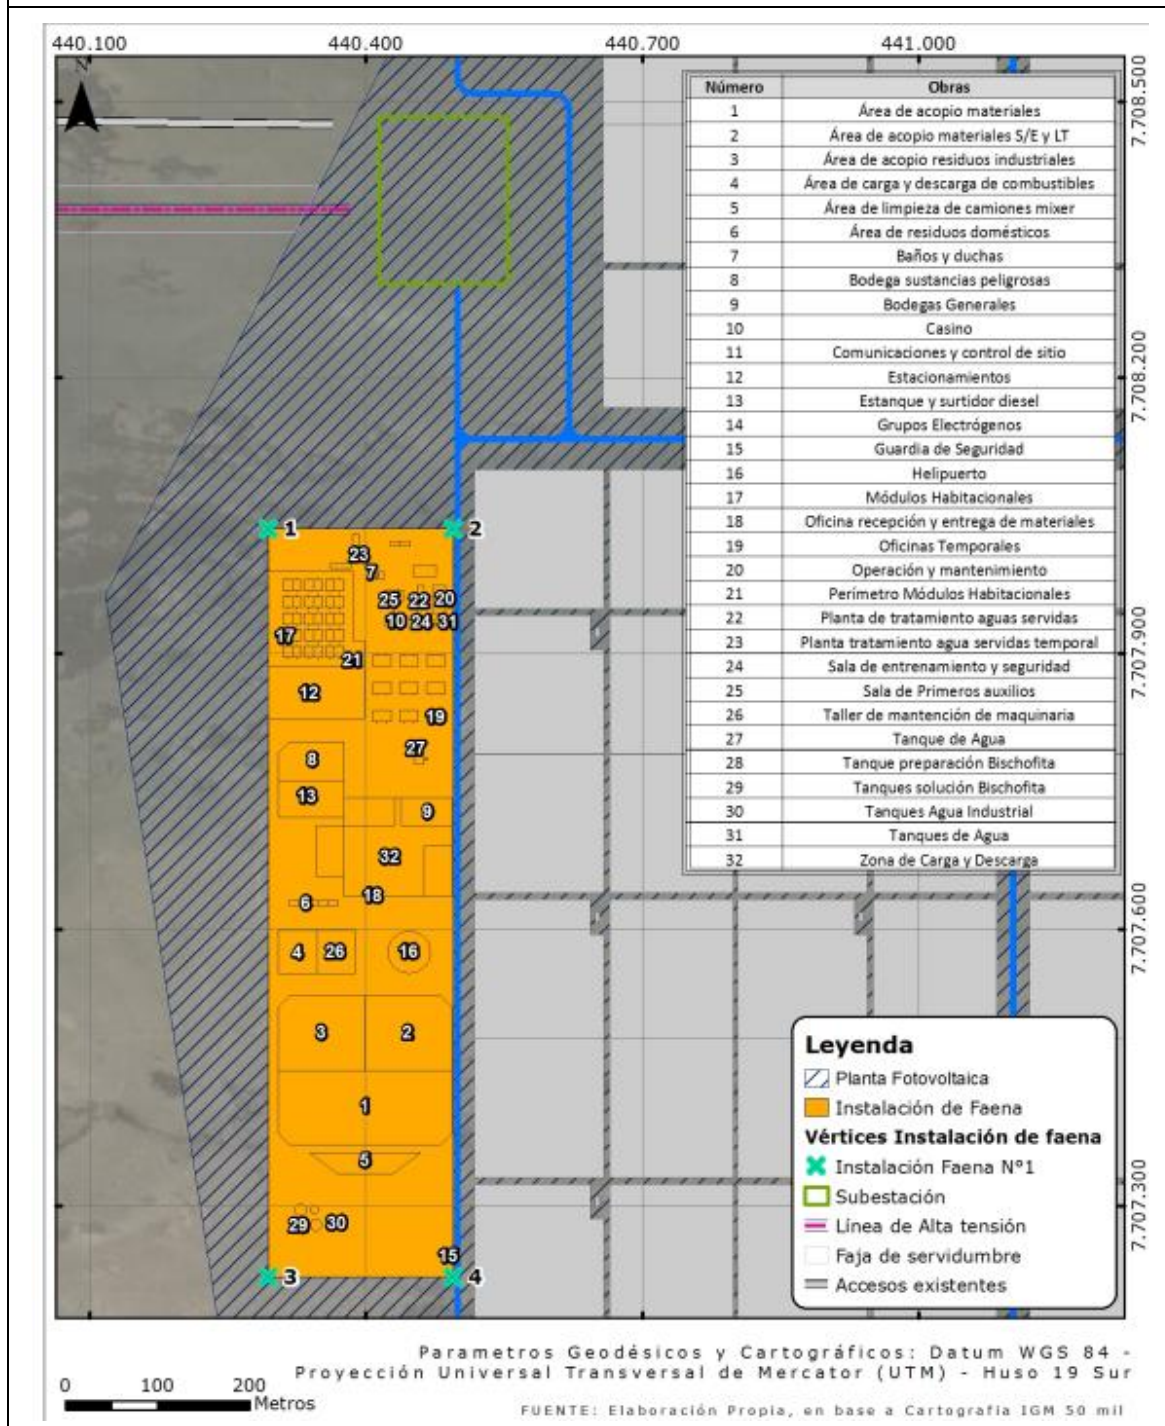 440.100 440.400 440.700 441.000
N
7.708.500
7.708.200
7.707.900
7.707.600
7.707.300
Número Obras
1 Área de acopio materiales
2 Área de acopio materiales S/E y LT
3 Área de acopio residuos industriales
4 Área de carga y descarga de combustibles
5 Área de limpieza de camiones mixer
6 Área de residuos domésticos
7 Baños y duchas
8 Bodega sustancias peligrosas
9 Bodegas Generales
10 Casino
11 Comunicaciones y control de sitio
12 Estacionamientos
13 Estanque y surtidor diesel
14 Grupos Electrógenos
15 Guardia de Seguridad
16 Helipuerto
17 Módulos Habitacionales
18 Oficina recepción y entrega de materiales
19 Oficinas Temporales
20 Operación y mantenimiento
21 Perímetro Módulos Habitacionales
22 Planta de tratamiento aguas servidas
23 Planta tratamiento agua servidas temporal
24 Sala de entrenamiento y seguridad
25 Sala de Primeros auxilios
26 Taller de mantención de maquinaria
27 Tanque de Agua
28 Tanque preparación Bischofita
29 Tanques solución Bischofita
30 Tanques Agua Industrial
31 Tanques de Agua
32 Zona de Carga y Descarga
1 2
23
7
25 22 20
10 24 31
17
21
12
19
27
8
13
9
32
18
6
4 26 16
3 2
1
5
29 30
15
3 4
Leyenda
Planta Fotovoltaica
Instalación de Faena
Vértices Instalación de faena
Instalación Faena N°1
Subestación
Línea de Alta tensión
Faja de servidumbre
Accesos existentes
Parametros Geodésicos y Cartográficos: Datum WGS 84 -
Proyección Universal Transversal de Mercator (UTM) - Huso 19 Sur
0 100 200
Metros
FUENTE: Elaboración Propia, en base a Cartografía IGM 50 mil